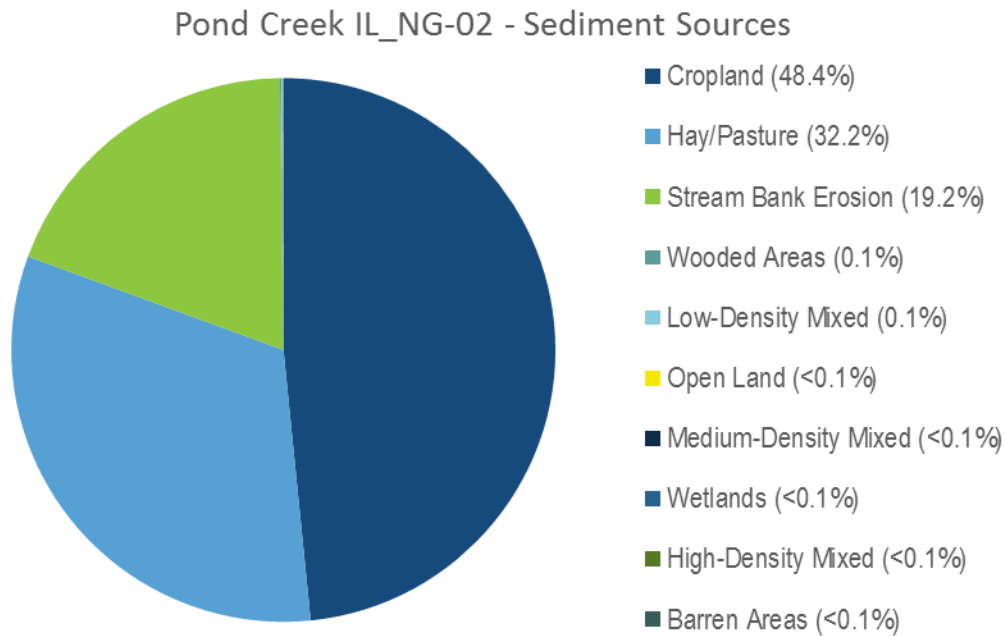 Pond Creek IL_NG-02 - Sediment Sources
Cropland (48.4%)
Hay/Pasture (32.2%)
Stream Bank Erosion (19.2%)
Wooded Areas (0.1%)
Low-Density Mixed (0.1%)
Open Land (<0.1%)
Medium-Density Mixed (<0.1%)
Wetlands (<0.1%)
High-Density Mixed (<0.1%)
Barren Areas (<0.1%)